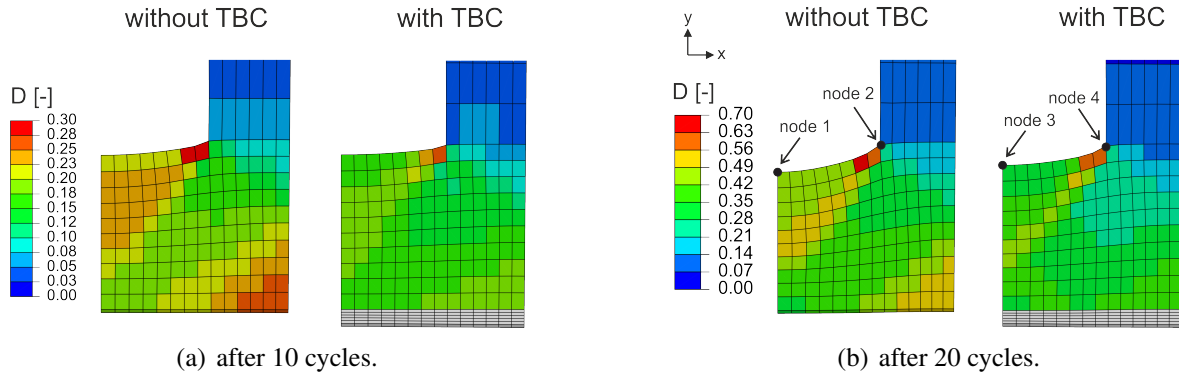 without TBC
with TBC
D [-]
0.30
0.28
0.25
0.23
0.20
0.18
0.15
0.13
0.10
0.08
0.05
0.03
0.00
(a) after 10 cycles.
y
x
without TBC
with TBC
D [-]
0.70
0.63
0.56
0.49
0.42
0.35
0.28
0.21
0.14
0.07
0.00
node 1
node 2
node 3
node 4
(b) after 20 cycles.